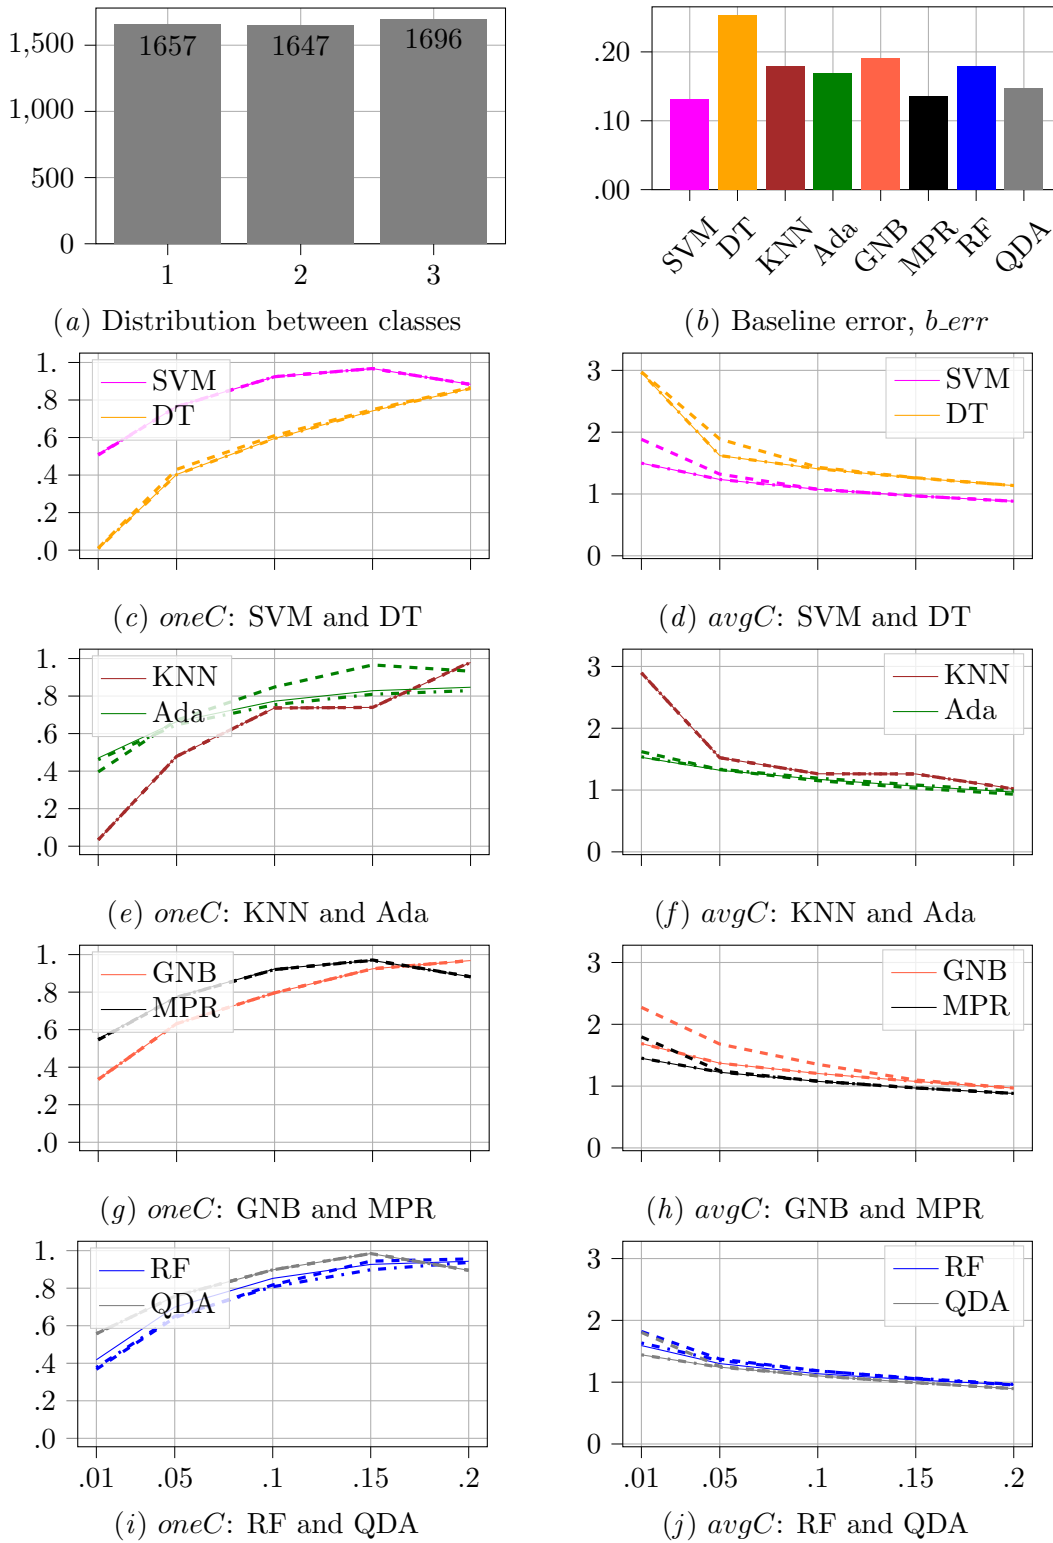 1,500
1,000
500
0
1657
1647
1696
1
2
3
(a) Distribution between classes
.20
.10
.00
SVM
DT
KNN
Ada
GNB
MPR
RF
QDA
(b) Baseline error, b_err
1.
.8
.6
.4
.2
.0
SVM
DT
(c) oneC: SVM and DT
3
2
1
0
SVM
DT
(d) avgC: SVM and DT
1.
.8
.6
.4
.2
.0
KNN
Ada
(e) oneC: KNN and Ada
3
2
1
0
KNN
Ada
(f) avgC: KNN and Ada
1.
.8
.6
.4
.2
.0
GNB
MPR
(g) oneC: GNB and MPR
3
2
1
0
GNB
MPR
(h) avgC: GNB and MPR
1.
.8
.6
.4
.2
.0
RF
QDA
.01 .05 .1 .15 .2
(i) oneC: RF and QDA
3
2
1
0
RF
QDA
.01 .05 .1 .15 .2
(j) avgC: RF and QDA